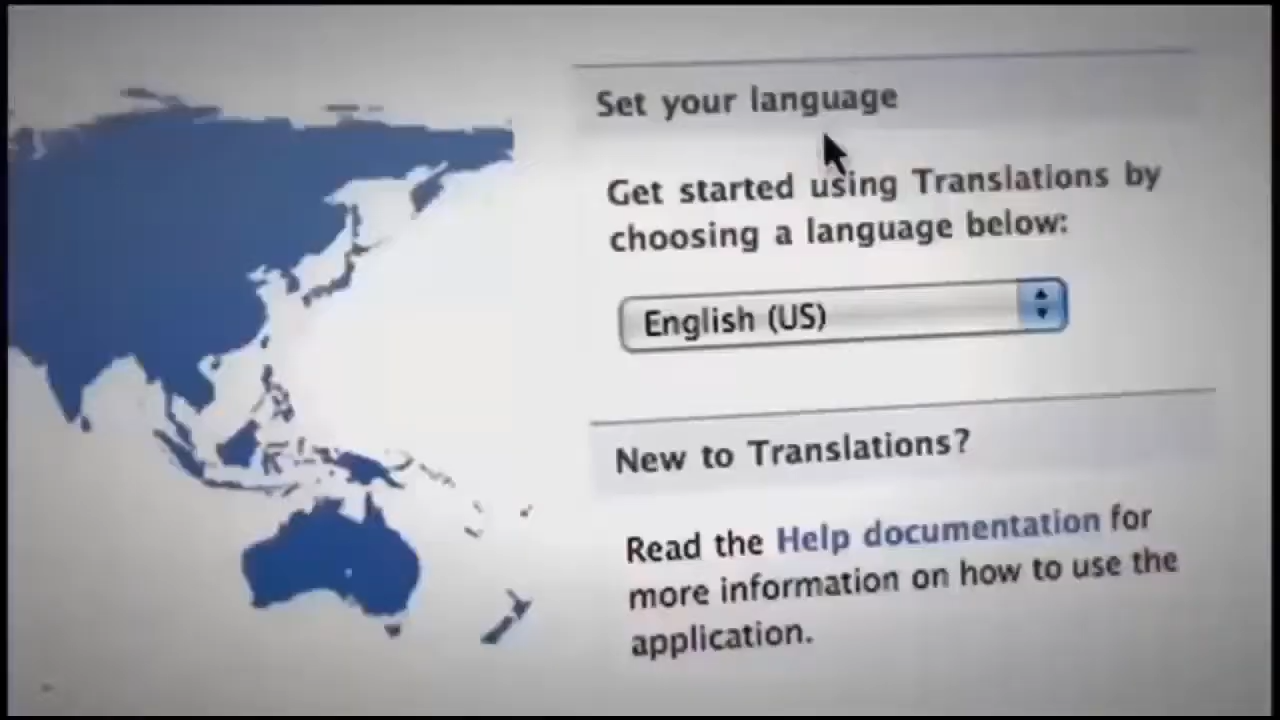 Set your language
Get started using Translations by
choosing a language below:
English (US)
New to Translations?
Read the Help documentation for
more information on how to use the
application.